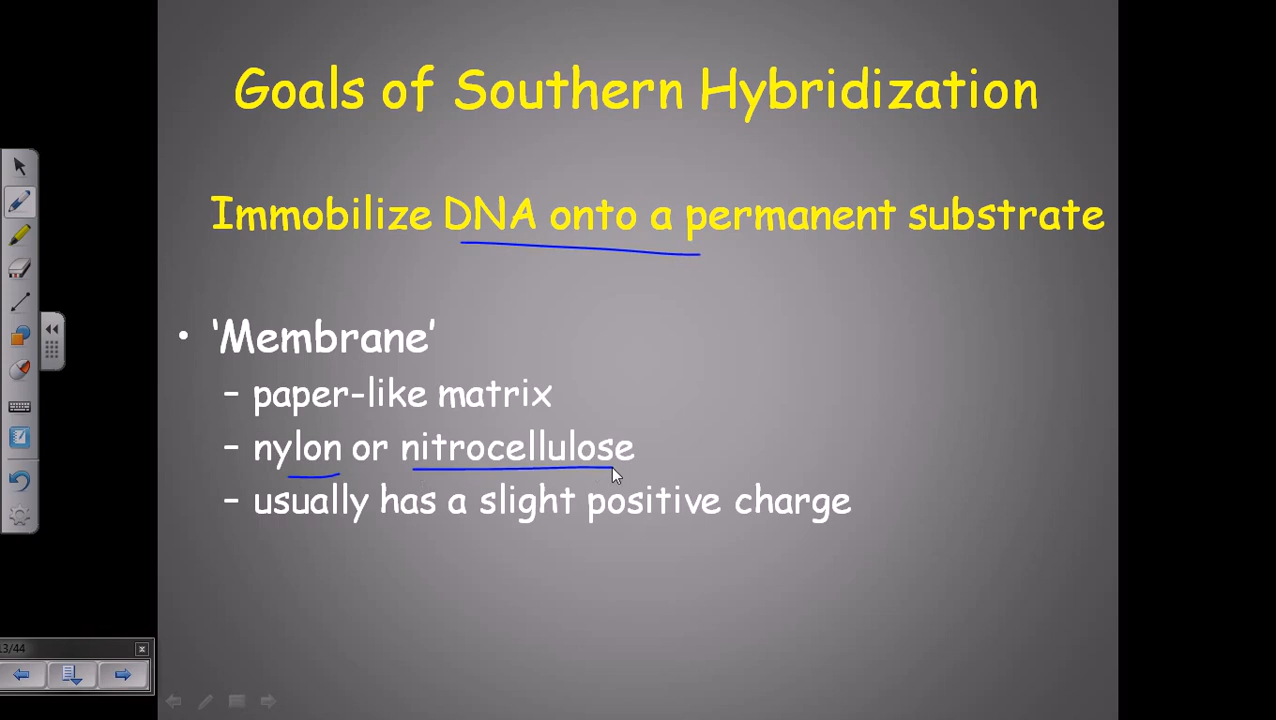 Goals of Southern Hybridization
Immobilize DNA onto a permanent substrate
• ‘Membrane’
– paper-like matrix
– nylon or nitrocellulose
– usually has a slight positive charge
13/44